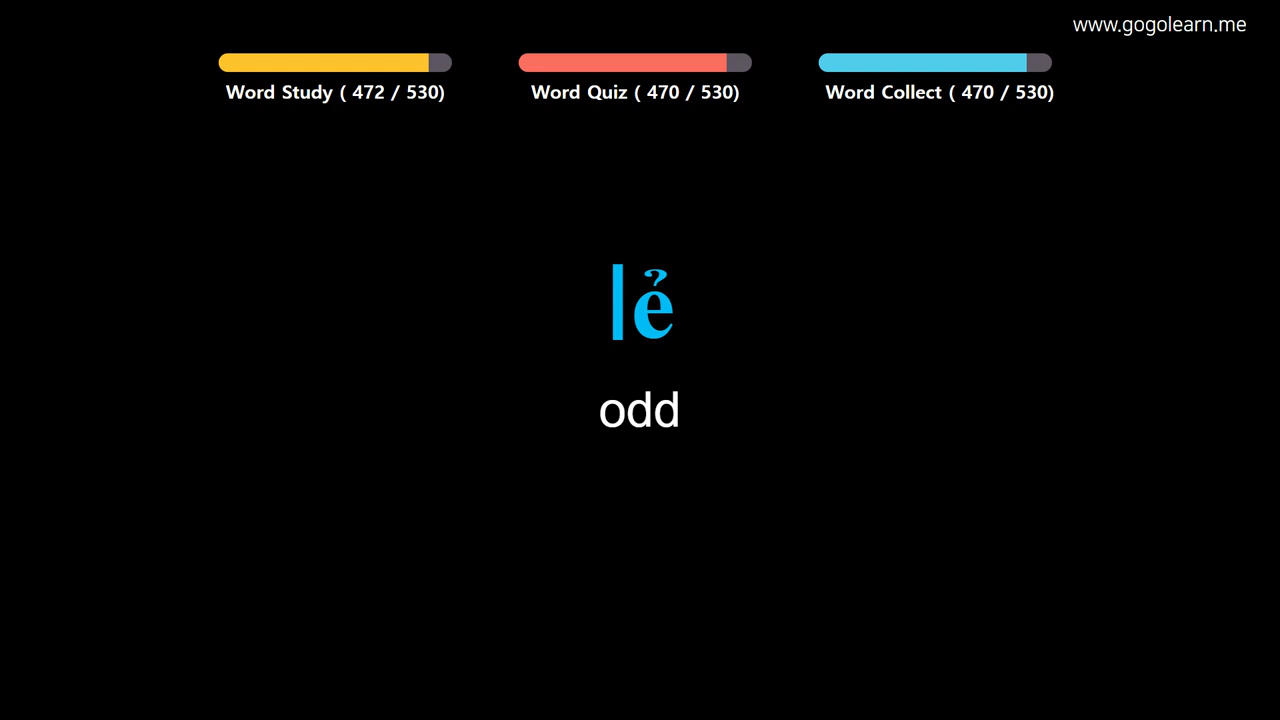 www.gogolearn.me
Word Study ( 472 / 530)
Word Quiz ( 470 / 530)
Word Collect ( 470 / 530)
lẻ
odd